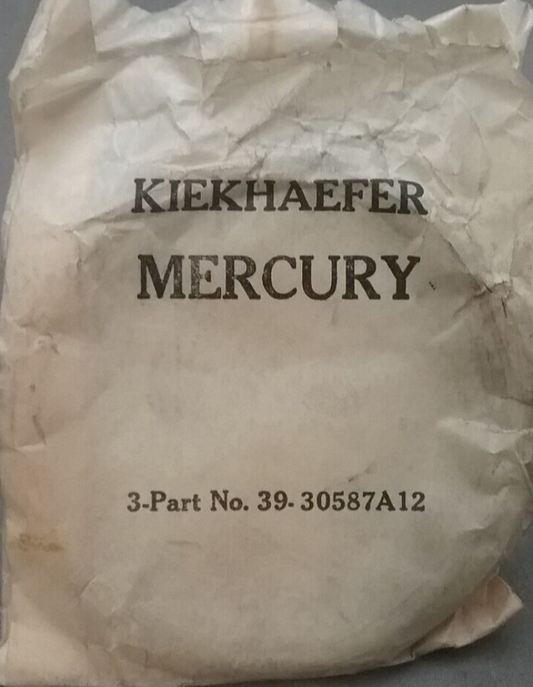 KIEKHAEFER
MERCURY
3-Part No. 39-30587A12